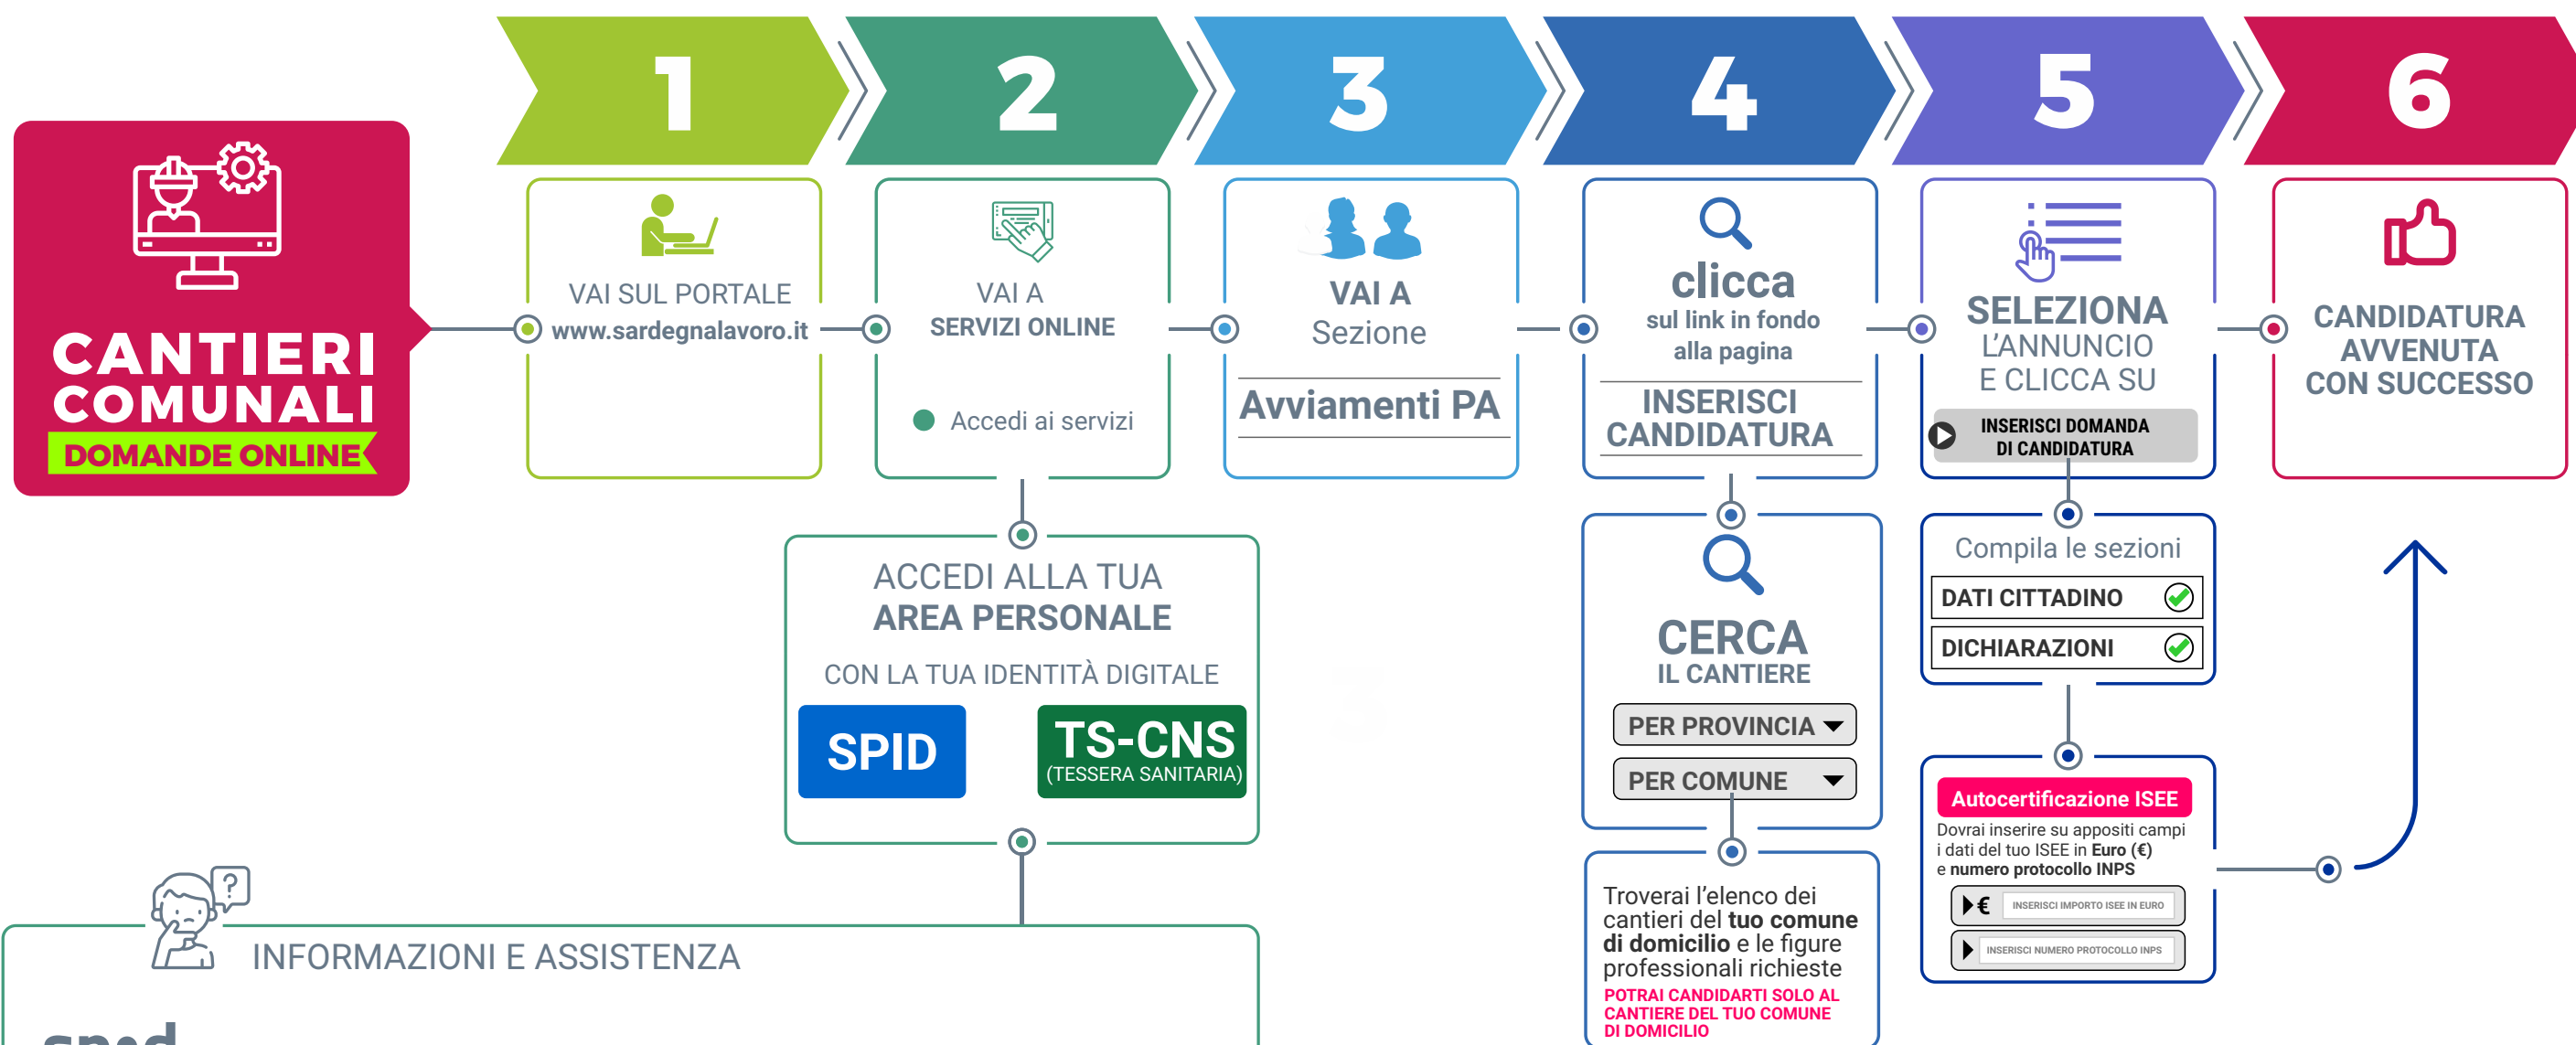 CANTIERI
COMUNALI
DOMANDE ONLINE
1
VAI SUL PORTALE
www.sardegnalavoro.it
2
VAI A
SERVIZI ONLINE
Accedi ai servizi
ACCEDI ALLA TUA
AREA PERSONALE
CON LA TUA IDENTITÀ DIGITALE
SPID
TS-CNS
(TESSERA SANITARIA)
?
INFORMAZIONI E ASSISTENZA
spid
3
VAI A
Sezione
Avviamenti PA
4
clicca
sul link in fondo
alla pagina
INSERISCI
CANDIDATURA
CERCA
IL CANTIERE
PER PROVINCIA
PER COMUNE
Troverai l'elenco dei
cantieri del tuo comune
di domicilio e le figure
professionali richieste
POTRAI CANDIDARTI SOLO AL
CANTIERE DEL TUO COMUNE
DI DOMICILIO
5
SELEZIONA
L'ANNUNCIO
E CLICCA SU
INSERISCI DOMANDA
DI CANDIDATURA
Compila le sezioni
DATI CITTADINO
DICHIARAZIONI
Autocertificazione ISEE
Dovrai inserire su appositi campi
i dati del tuo ISEE in Euro (€)
e numero protocollo INPS
€ INSERISCI IMPORTO ISEE IN EURO
INSERISCI NUMERO PROTOCOLLO INPS
6
CANDIDATURA
AVVENUTA
CON SUCCESSO